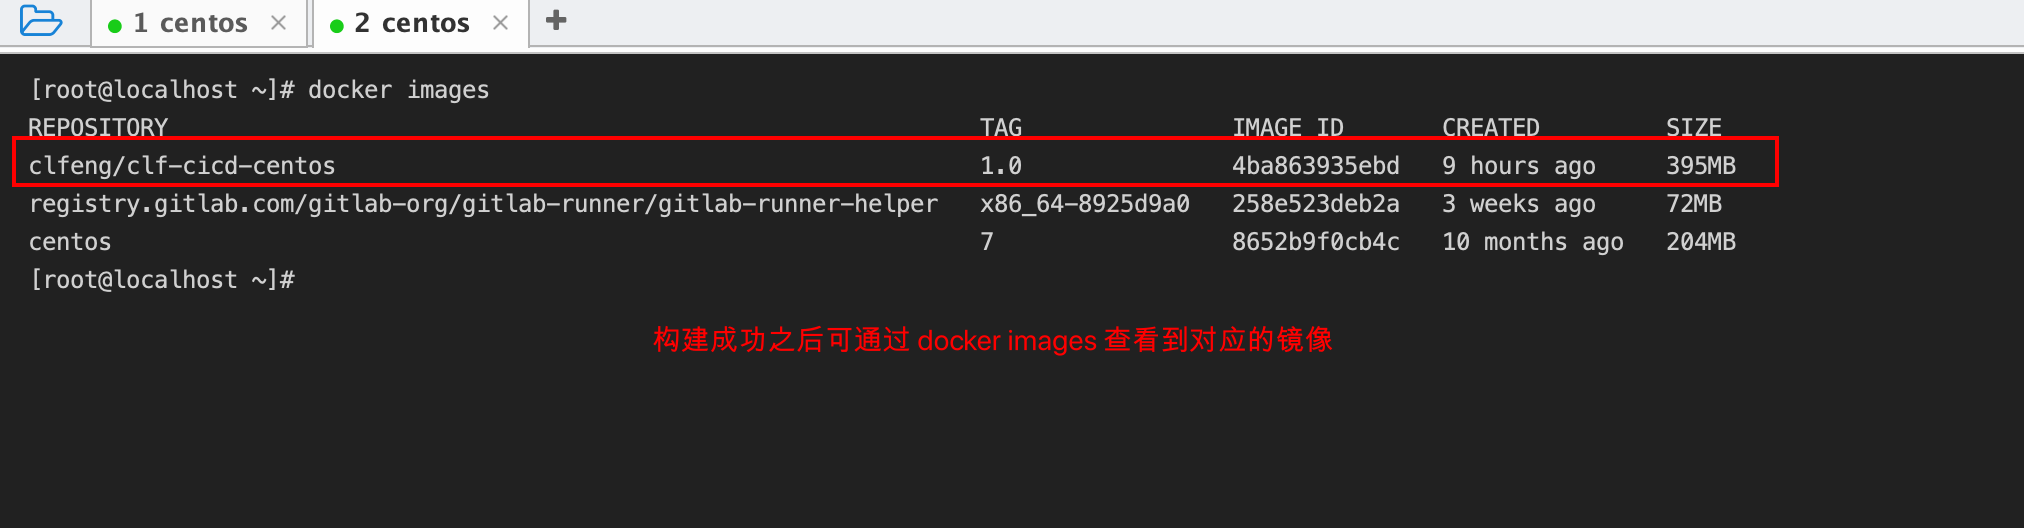 1 centos
2 centos
[root@localhost ~]# docker images
REPOSITORY TAG IMAGE ID CREATED SIZE
clfeng/clf-cicd-centos 1.0 4ba863935ebd 9 hours ago 395MB
registry.gitlab.com/gitlab-org/gitlab-runner/gitlab-runner-helper x86_64-8925d9a0 258e523deb2a 3 weeks ago 72MB
centos 7 8652b9f0cb4c 10 months ago 204MB
[root@localhost ~]#
构建成功之后可通过 docker images 查看到对应的镜像